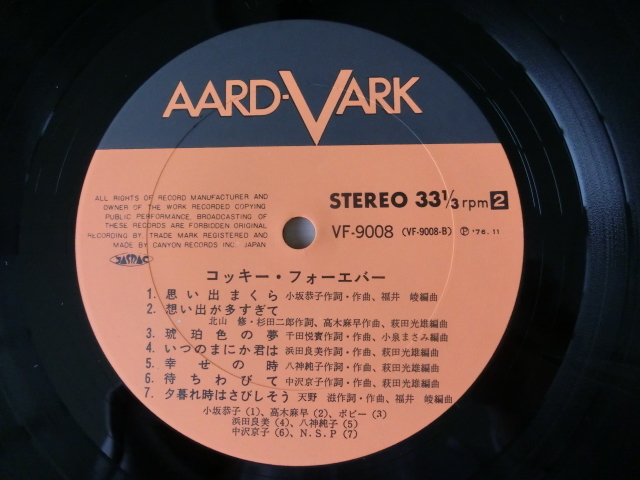 AARD-VARK
ALL RIGHTS OF RECORD MANUFACTURER AND
OWNER OF THE WORK RECORDED COPYING
PUBLIC PERFORMANCE, BROADCASTING OF
THESE RECORDS ARE FORBIDDEN ORIGINAL
RECORDING BY, TRADE MARK REGISTERED AND
MADE BY CANYON RECORDS INC. JAPAN
JASRAC
STEREO 33 1/3 rpm 2
VF-9008 (VF-9008-B) Ⓟ '76.11
コッキー・フォーエバー
1. 思い出まくら 小坂恭子作詞・作曲、福井 崚編曲
2. 想い出が多すぎて
北山 修・杉田二郎作詞、高木麻早作曲、萩田光雄編曲
3. 琥珀色の夢 千田悦賓作詞・作曲、小泉まさみ編曲
4. いつのまにか君は 浜田良美作詞・作曲、萩田光雄編曲
5. 幸せの時 八神純子作詞・作曲、萩田光雄編曲
6. 待ちわびて 中沢京子作詞・作曲、萩田光雄編曲
7. 夕暮れ時はさびしそう 天野 滋作詞・作曲、福井 崚編曲
小坂恭子(1)、高木麻早(2)、ボビー(3)
浜田良美(4)、八神純子(5)
中沢京子(6)、N.S.P(7)